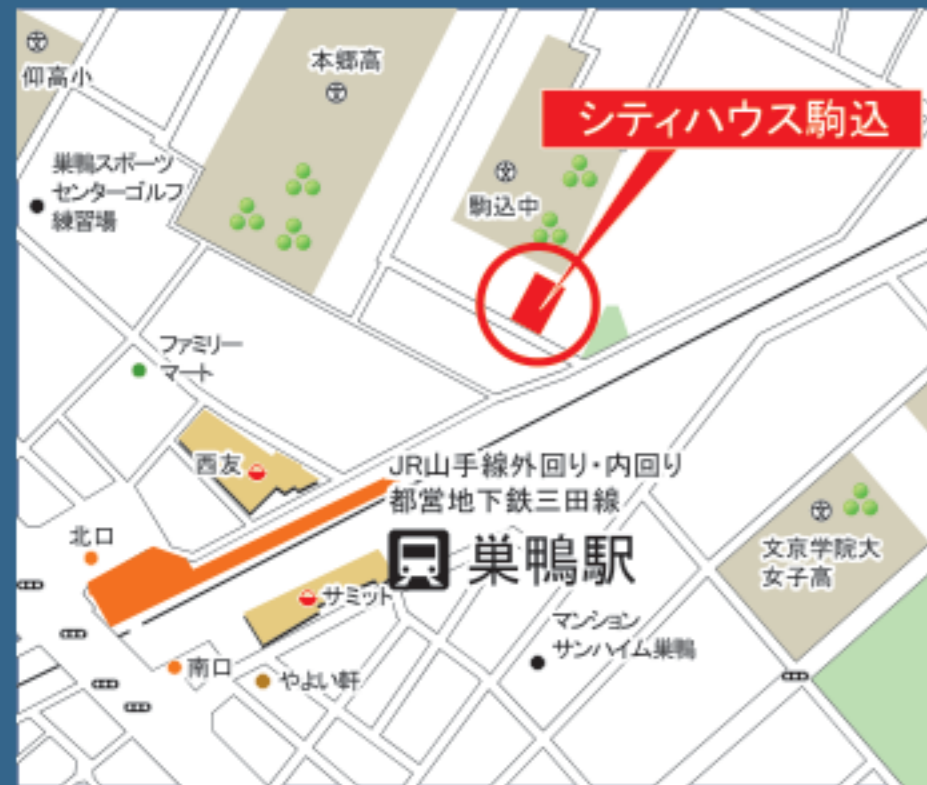 仰高小
本郷高
シティハウス駒込
巣鴨スポーツ
センターゴルフ
練習場
駒込中
ファミリー
マート
西友
JR山手線外回り・内回り
都営地下鉄三田線
巣鴨駅
北口
サミット
文京学院大
女子高
マンション
サンハイム巣鴨
南口
やよい軒